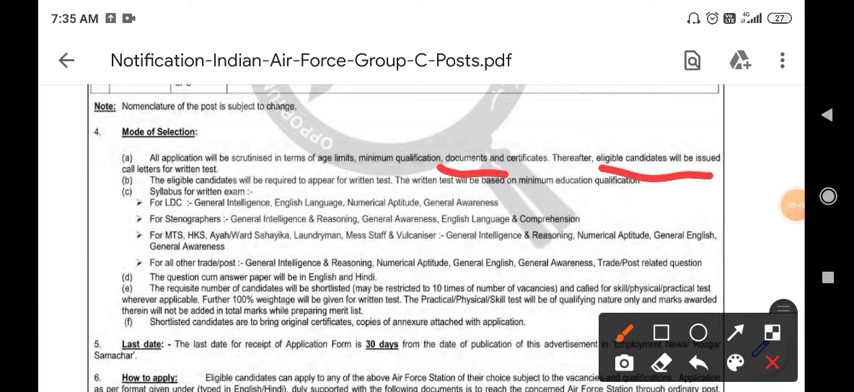 7:35 AM 4G 27
Notification-Indian-Air-Force-Group-C-Posts.pdf
Note: Nomenclature of the post is subject to change.
4. Mode of Selection:
(a) All application will be scrutinised in terms of age limits, minimum qualification, documents and certificates. Thereafter, eligible candidates will be issued
call letters for written test.
(b) The eligible candidates will be required to appear for written test. The written test will be based on minimum education qualification.
(c) Syllabus for written exam :-
➢ For LDC :- General Intelligence, English Language, Numerical Aptitude, General Awareness
➢ For Stenographers :- General Intelligence & Reasoning, General Awareness, English Language & Comprehension
➢ For MTS, HKS, Ayah/Ward Sahayika, Laundryman, Mess Staff & Vulcaniser :- General Intelligence & Reasoning, Numerical Aptitude, General English,
General Awareness
➢ For all other trade/post :- General Intelligence & Reasoning, Numerical Aptitude, General English, General Awareness, Trade/Post related question
(d) The question cum answer paper will be in English and Hindi.
(e) The requisite number of candidates will be shortlisted (may be restricted to 10 times of number of vacancies) and called for skill/physical/practical test
wherever applicable. Further 100% weightage will be given for written test. The Practical/Physical/Skill test will be of qualifying nature only and marks awarded
therein will not be added in total marks while preparing merit list.
(f) Shortlisted candidates are to bring original certificates, copies of annexure attached with application.
5. Last date: - The last date for receipt of Application Form is 30 days from the date of publication of this advertisement in Employment News/ Rozgar
Samachar'.
6. How to apply: Eligible candidates can apply to any of the above Air Force Station of their choice subject to the vacancies and qualifications. Application
as per format given under (typed in English/Hindi), duly supported with the following documents is to reach the concerned Air Force Station through ordinary post.